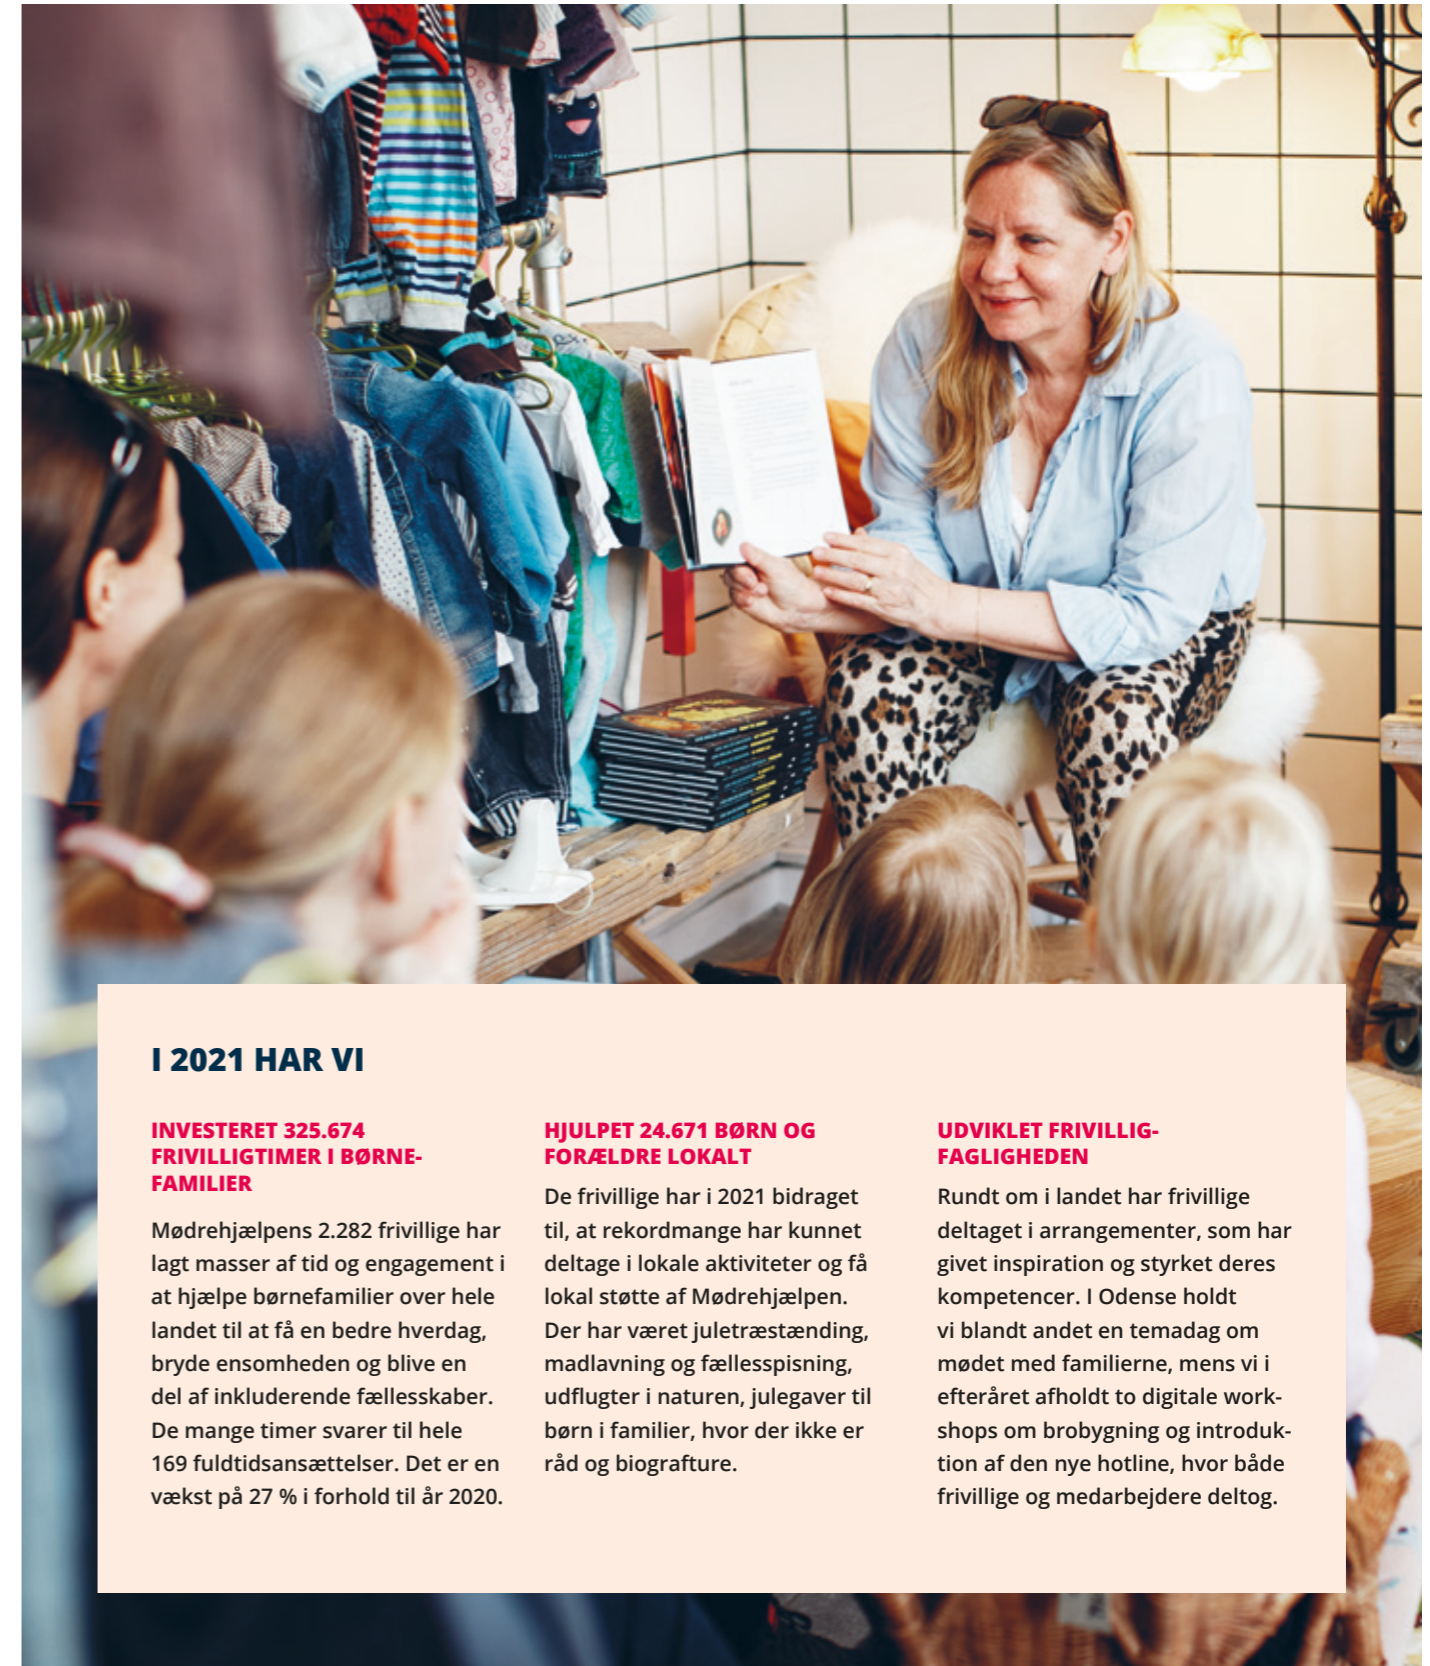 I 2021 HAR VI
INVESTERET 325.674
FRIVILLIGTIMER I BØRNE-
FAMILIER
Mødrehjælpens 2.282 frivillige har
lagt masser af tid og engagement i
at hjælpe børnefamilier over hele
landet til at få en bedre hverdag,
bryde ensomheden og blive en
del af inkluderende fællesskaber.
De mange timer svarer til hele
169 fuldtidsansættelser. Det er en
vækst på 27 % i forhold til år 2020.
HJULPET 24.671 BØRN OG
FORÆLDRE LOKALT
De frivillige har i 2021 bidraget
til, at rekordmange har kunnet
deltage i lokale aktiviteter og få
lokal støtte af Mødrehjælpen.
Der har været juletræstænding,
madlavning og fællesspisning,
udflugter i naturen, julegaver til
børn i familier, hvor der ikke er
råd og biografture.
UDVIKLET FRIVILLIG-
FAGLIGHEDEN
Rundt om i landet har frivillige
deltaget i arrangementer, som har
givet inspiration og styrket deres
kompetencer. I Odense holdt
vi blandt andet en temadag om
mødet med familierne, mens vi i
efteråret afholdt to digitale work-
shops om brobygning og introduk-
tion af den nye hotline, hvor både
frivillige og medarbejdere deltog.